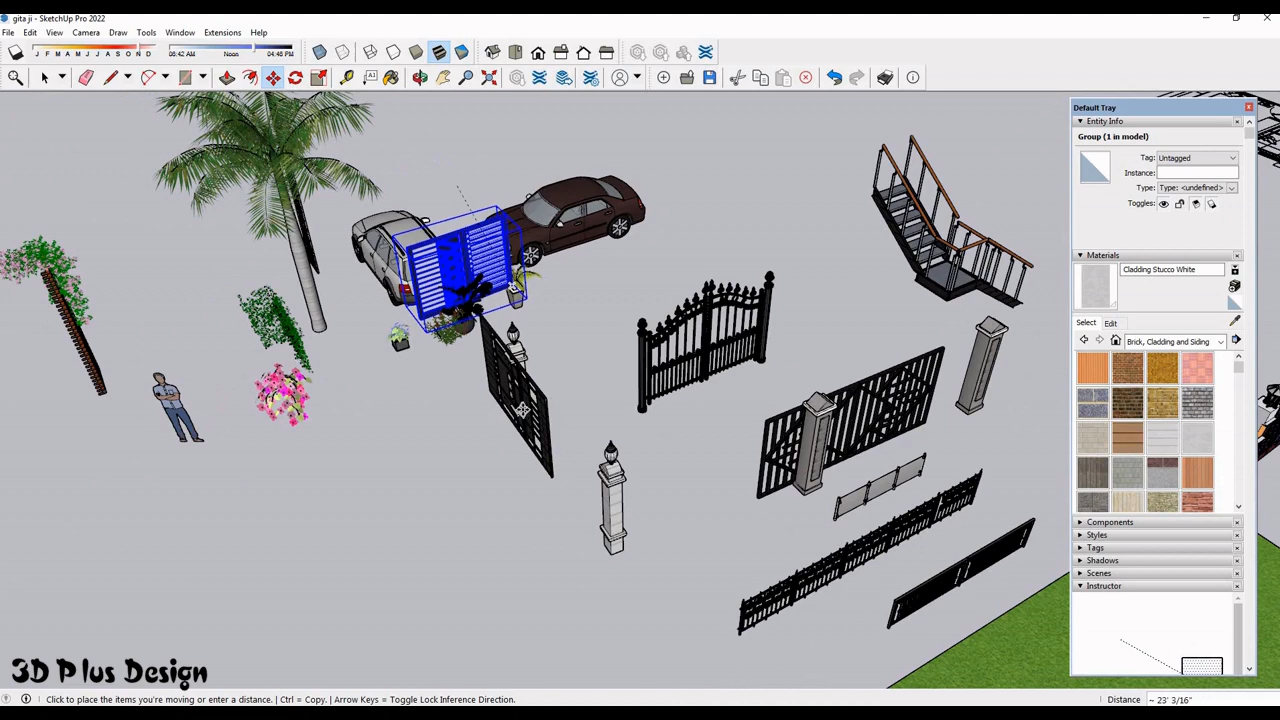 gita ji - SketchUp Pro 2022
File Edit View Camera Draw Tools Window Extensions Help
J F M A M J J A S O N D 06:42 AM Noon 04:46 PM
Default Tray
Entity Info
Group (1 in model)
Tag: Untagged
Instance:
Type: Type: <undefined>
Toggles:
Materials
Cladding Stucco White
Select Edit
Brick, Cladding and Siding
Components
Styles
Tags
Shadows
Scenes
Instructor
3D Plus Design
Click to place the items you're moving or enter a distance. | Ctrl = Copy. | Arrow Keys = Toggle Lock Inference Direction.
Distance ~ 23' 3/16"